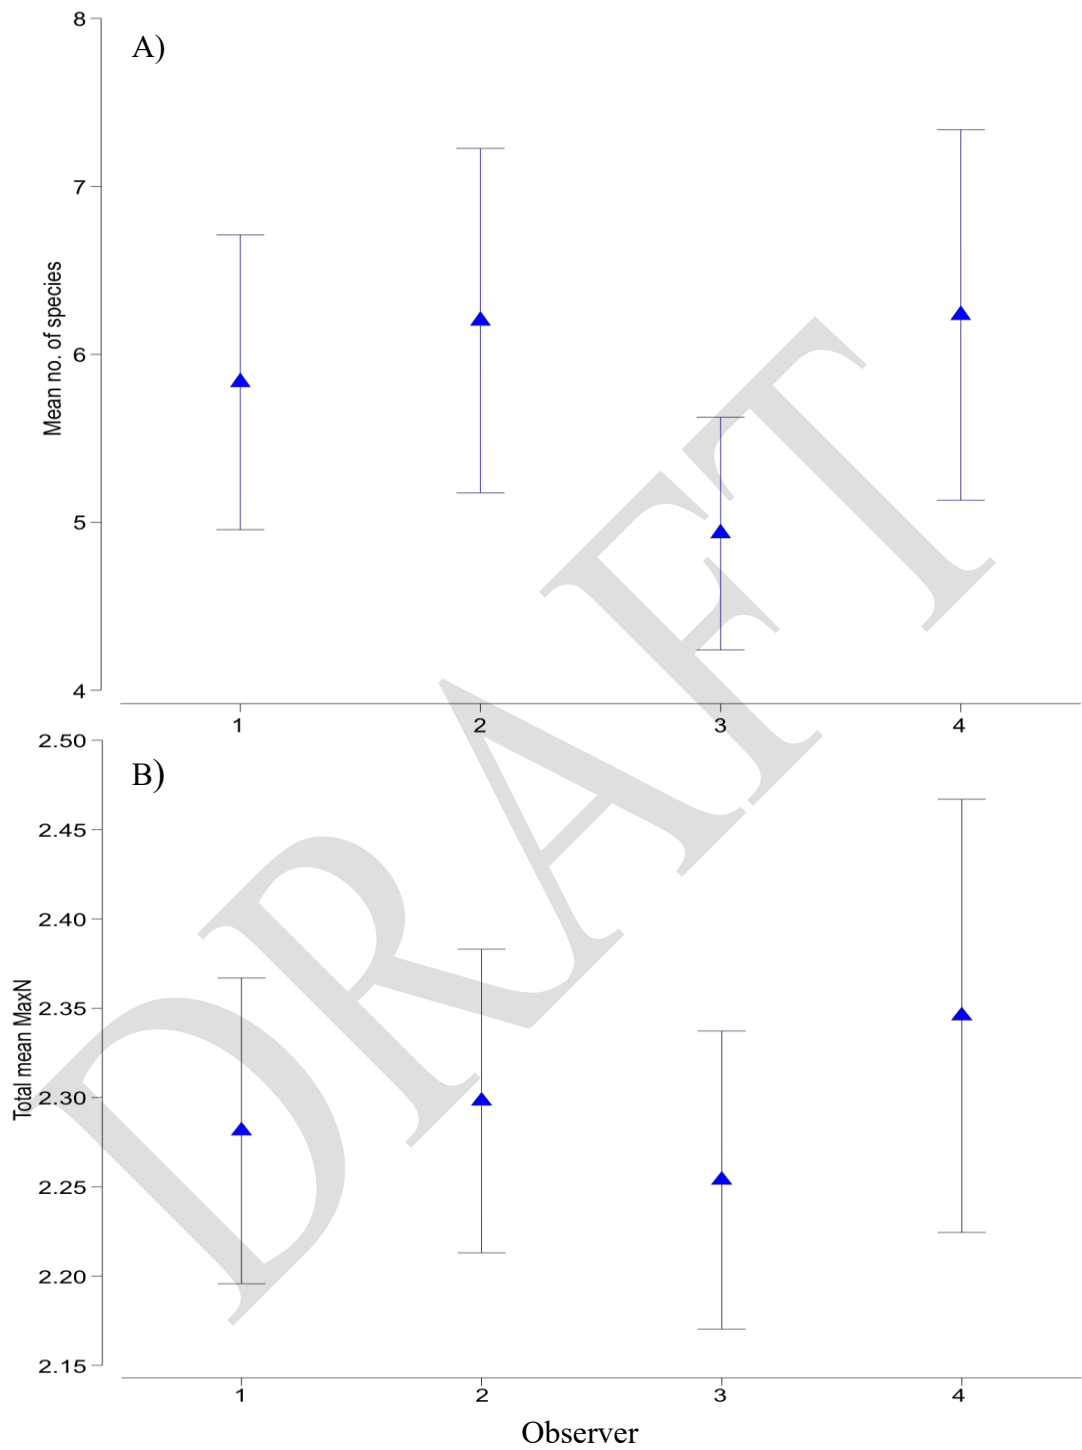 8
A)
7
6
5
4
Mean no. of species
1 2 3 4
2.50
B)
2.45
2.40
2.35
2.30
2.25
2.20
2.15
Total mean MaxN
1 2 3 4
Observer
DRAFT